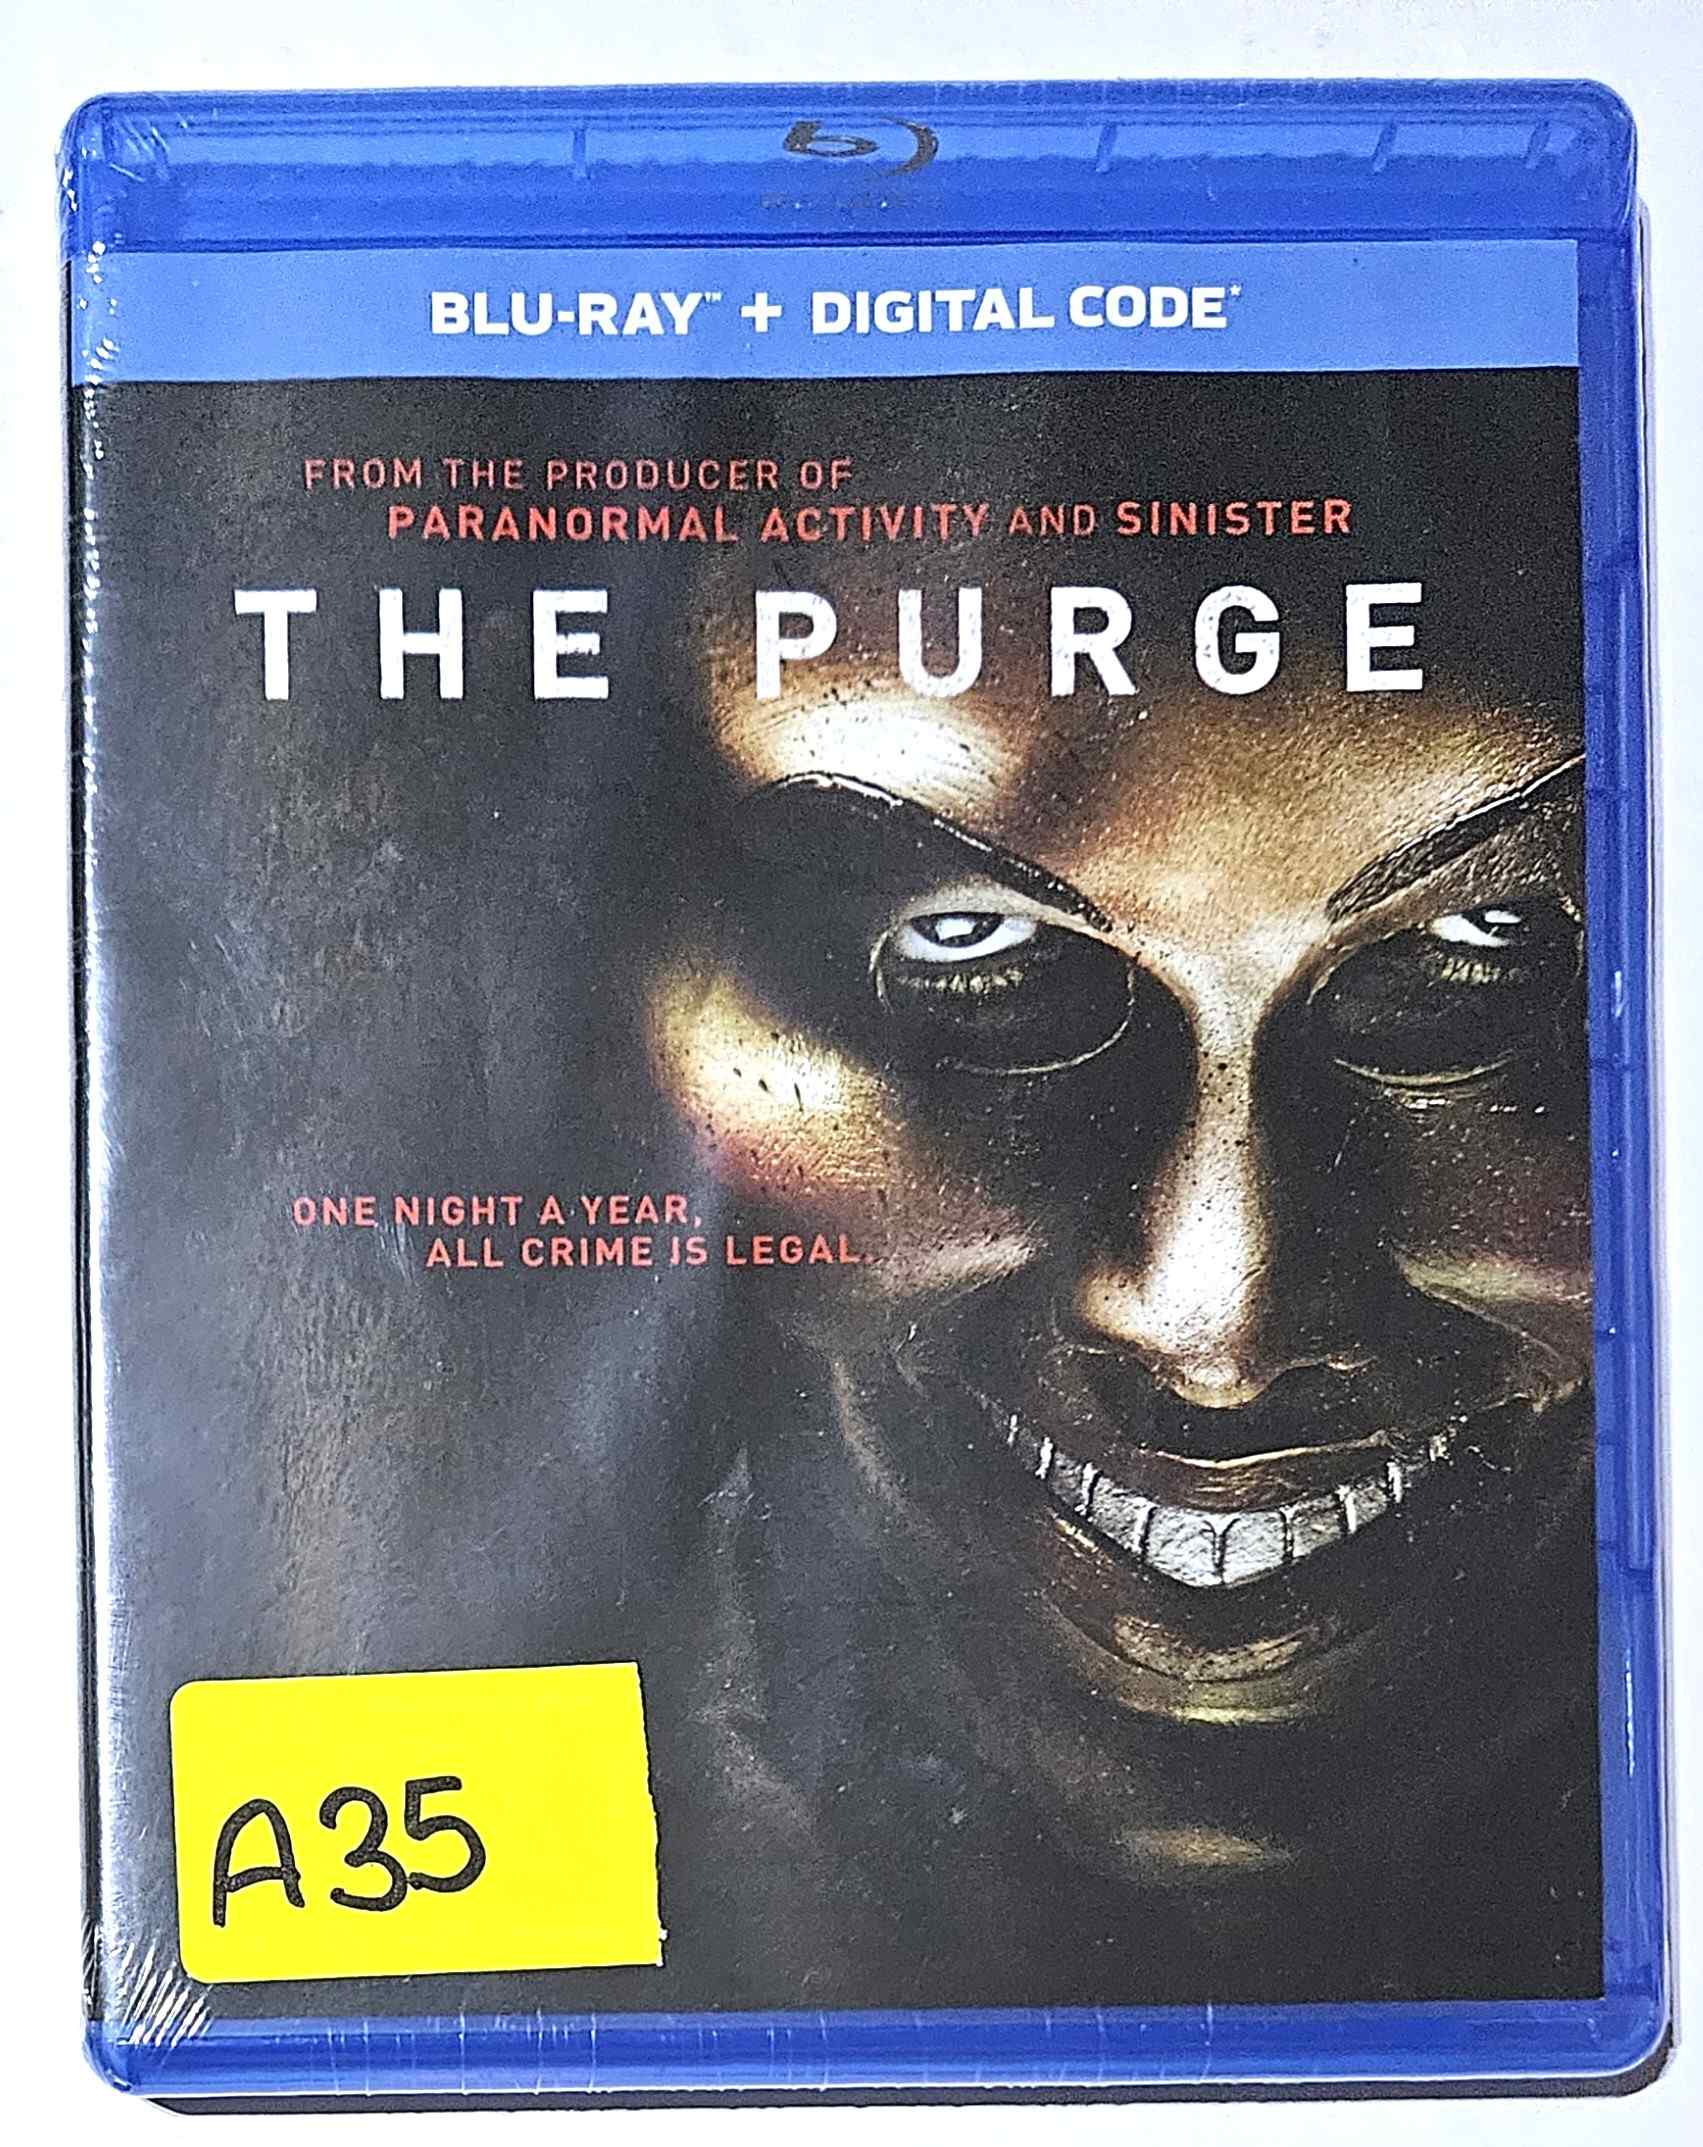 BLU-RAY™ + DIGITAL CODE*
FROM THE PRODUCER OF
PARANORMAL ACTIVITY AND SINISTER
THE PURGE
ONE NIGHT A YEAR,
ALL CRIME IS LEGAL.
A35